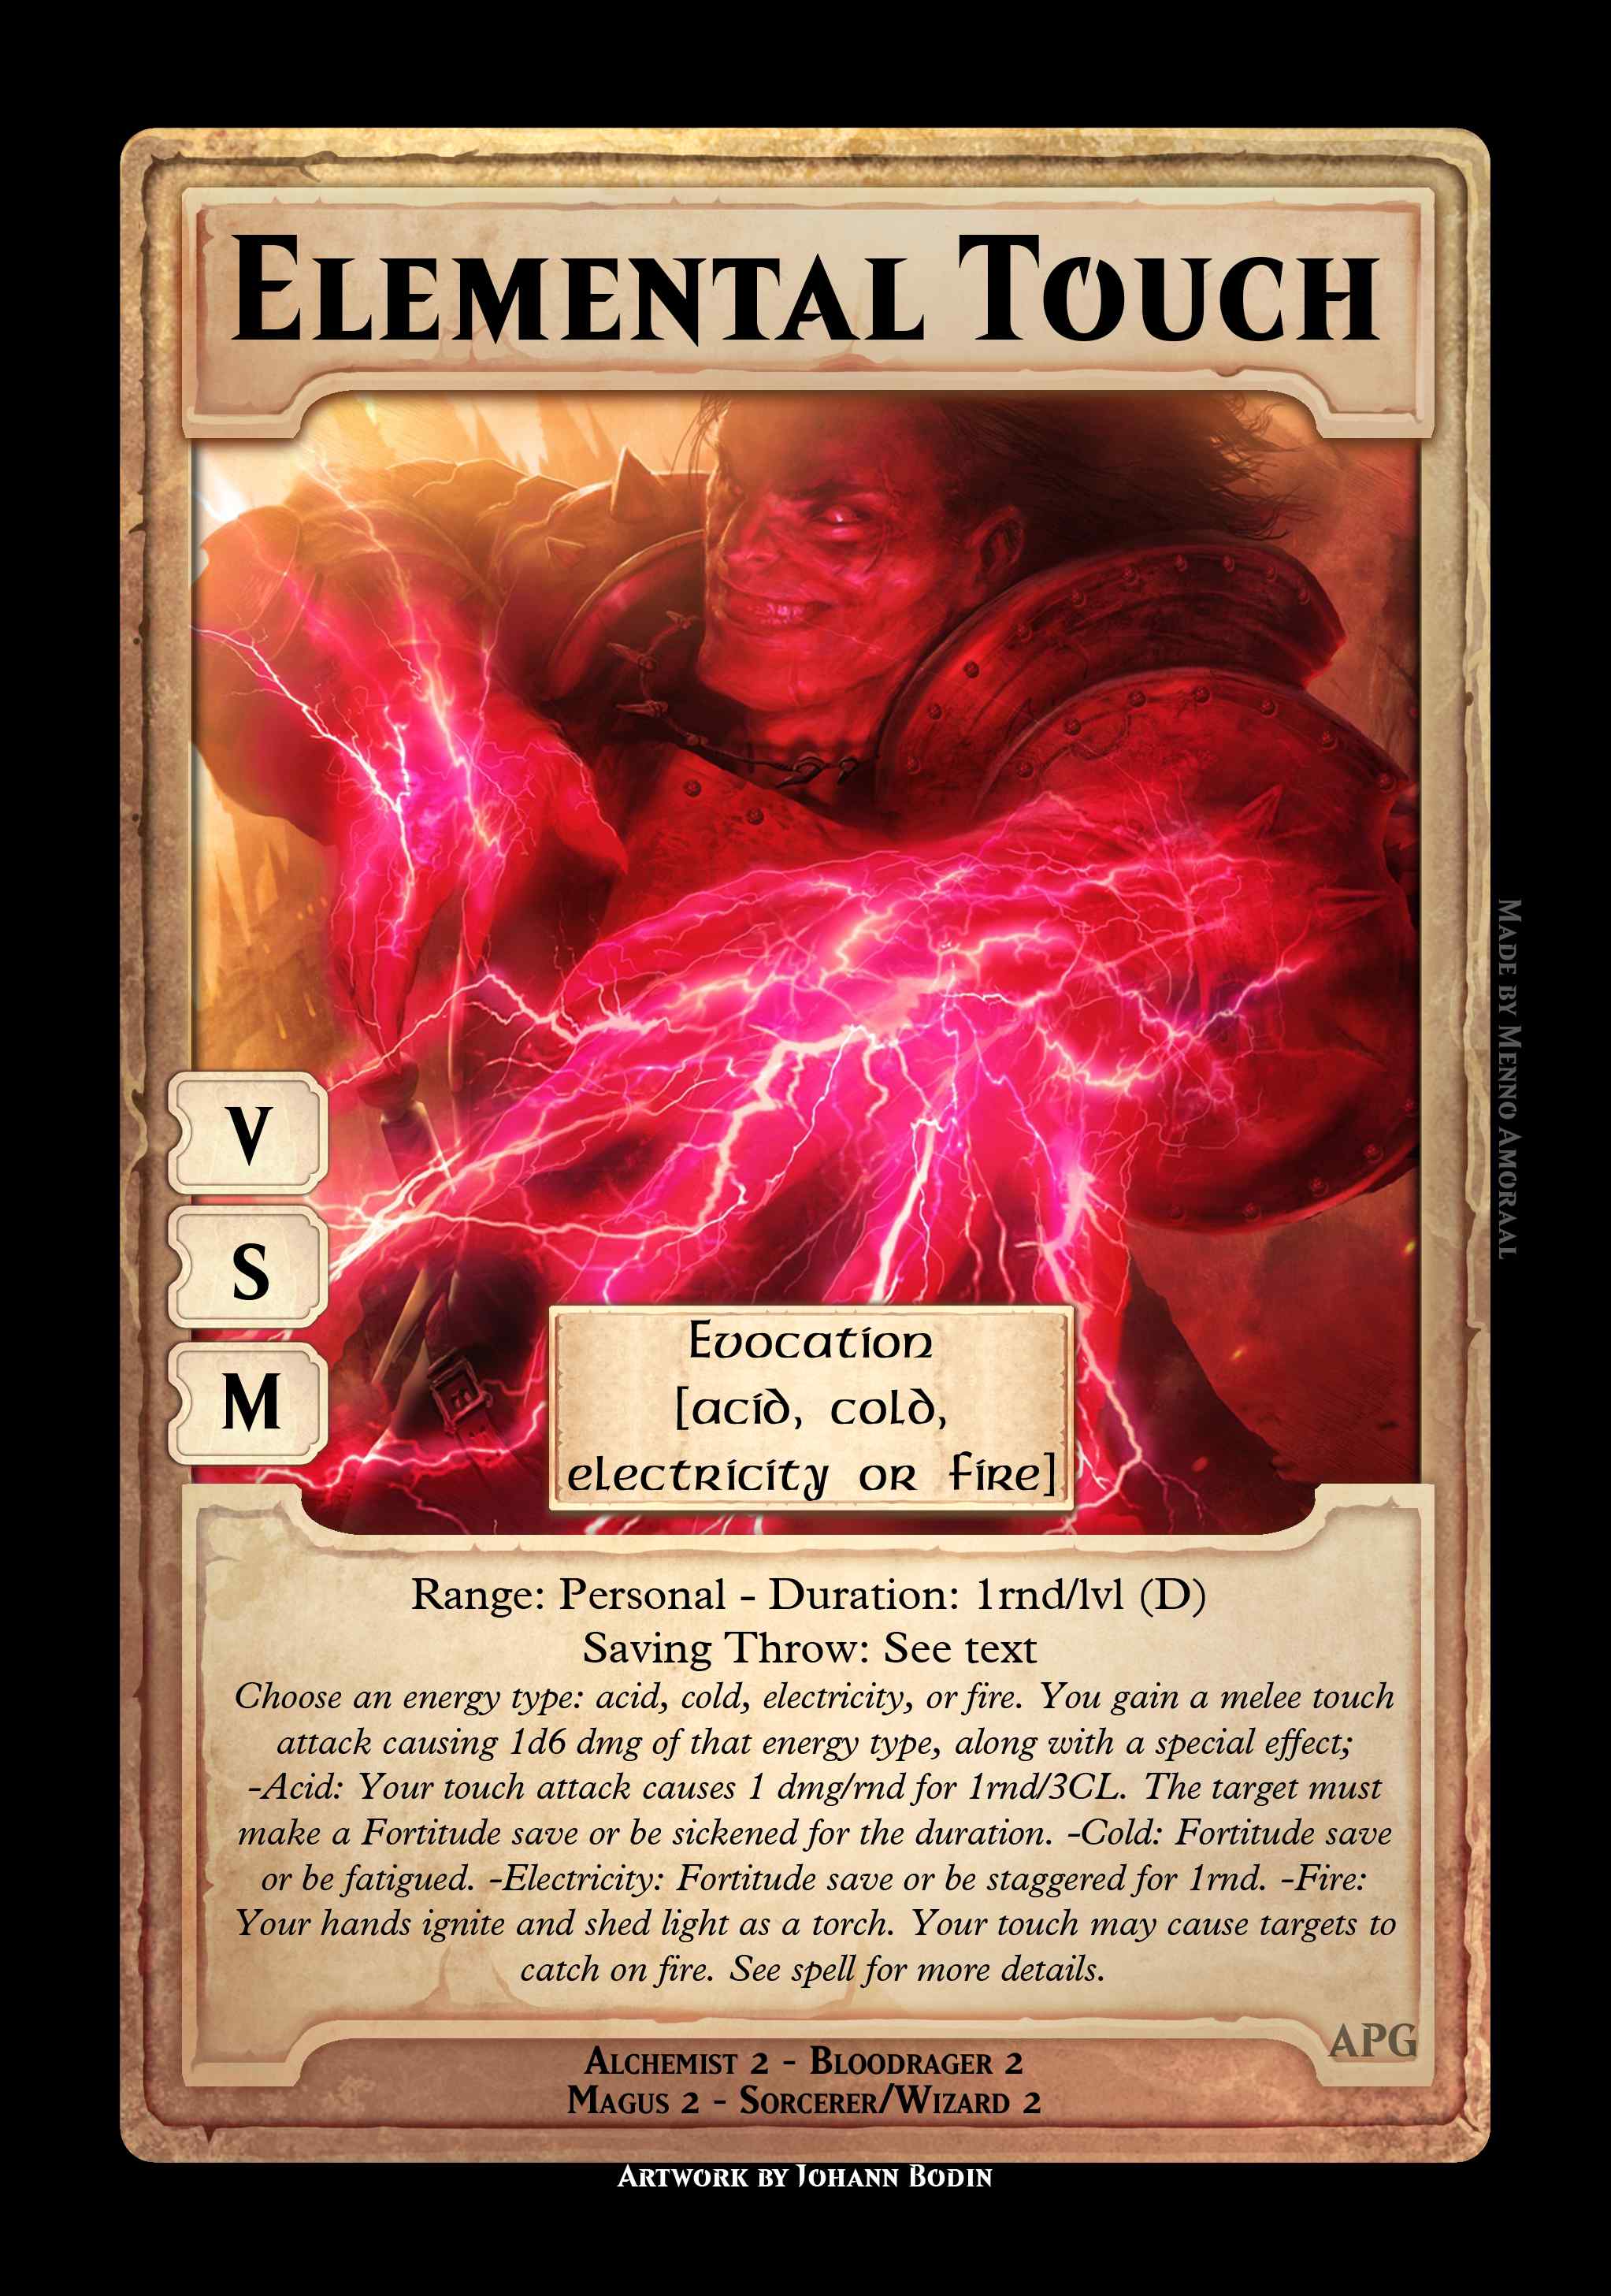 Elemental Touch
V
S
M
Evocation
[acid, cold,
electricity or fire]
Range: Personal - Duration: 1rnd/lvl (D)
Saving Throw: See text
Choose an energy type: acid, cold, electricity, or fire. You gain a melee touch
attack causing 1d6 dmg of that energy type, along with a special effect;
-Acid: Your touch attack causes 1 dmg/rnd for 1rnd/3CL. The target must
make a Fortitude save or be sickened for the duration. -Cold: Fortitude save
or be fatigued. -Electricity: Fortitude save or be staggered for 1rnd. -Fire:
Your hands ignite and shed light as a torch. Your touch may cause targets to
catch on fire. See spell for more details.
APG
Alchemist 2 - Bloodrager 2
Magus 2 - Sorcerer/Wizard 2
Artwork by Johann Bodin
Made by Menno Amoraal